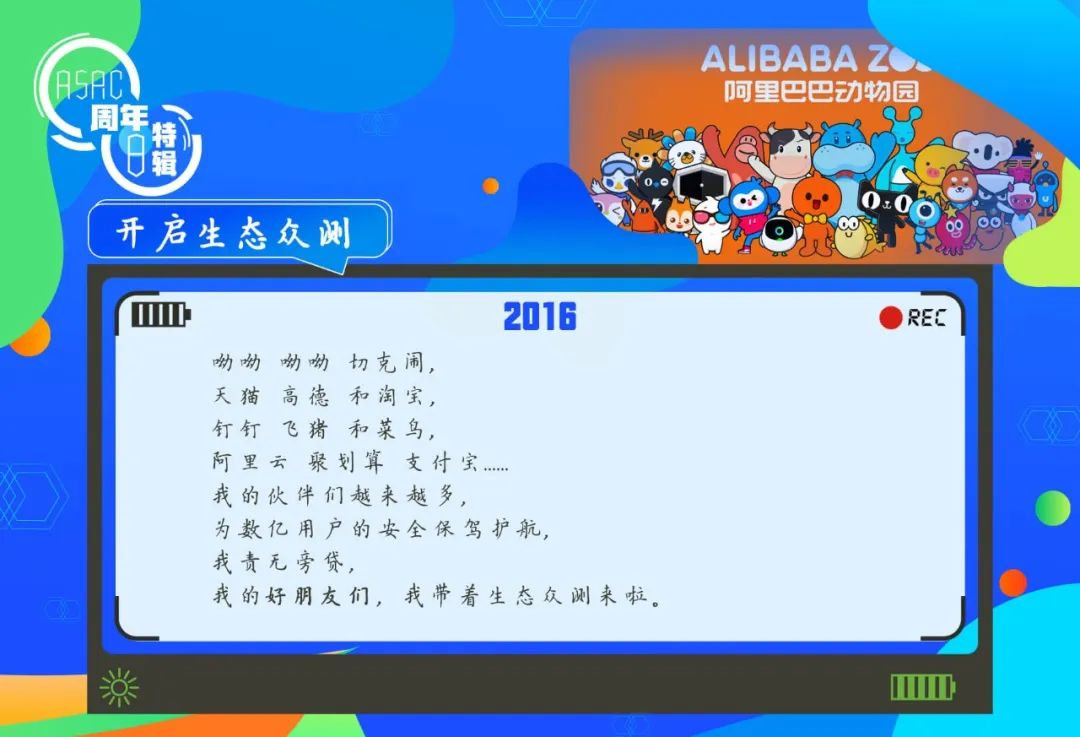 ASAC
周年
8
特辑
ALIBABA
阿里巴巴动物园
开启生态众测
2016
REC
呦呦 呦呦 切克闹,
天猫 高德 和淘宝,
钉钉 飞猪 和菜鸟,
阿里云 聚划算 支付宝……
我的伙伴们越来越多,
为数亿用户的安全保驾护航,
我责无旁贷,
我的好朋友们, 我带着生态众测来啦。